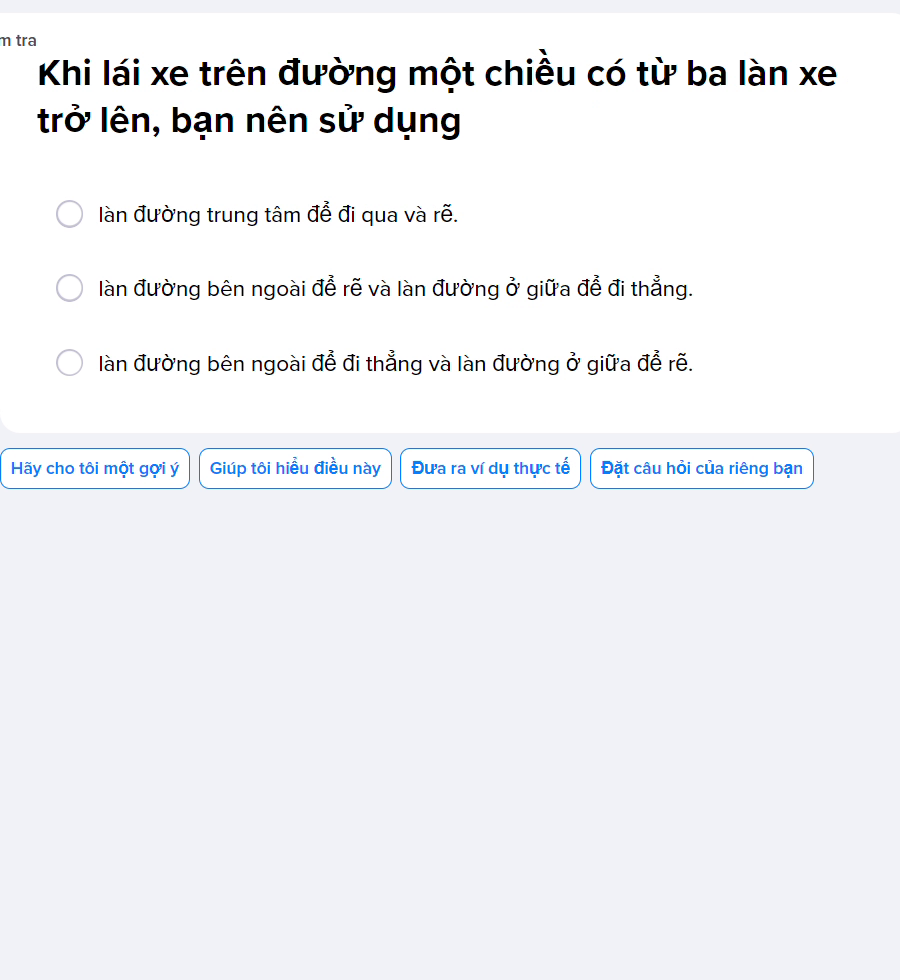 m tra
Khi lái xe trên đường một chiều có từ ba làn xe
trở lên, bạn nên sử dụng
làn đường trung tâm để đi qua và rẽ.
làn đường bên ngoài để rẽ và làn đường ở giữa để đi thẳng.
làn đường bên ngoài để đi thẳng và làn đường ở giữa để rẽ.
Hãy cho tôi một gợi ý
Giúp tôi hiểu điều này
Đưa ra ví dụ thực tế
Đặt câu hỏi của riêng bạn